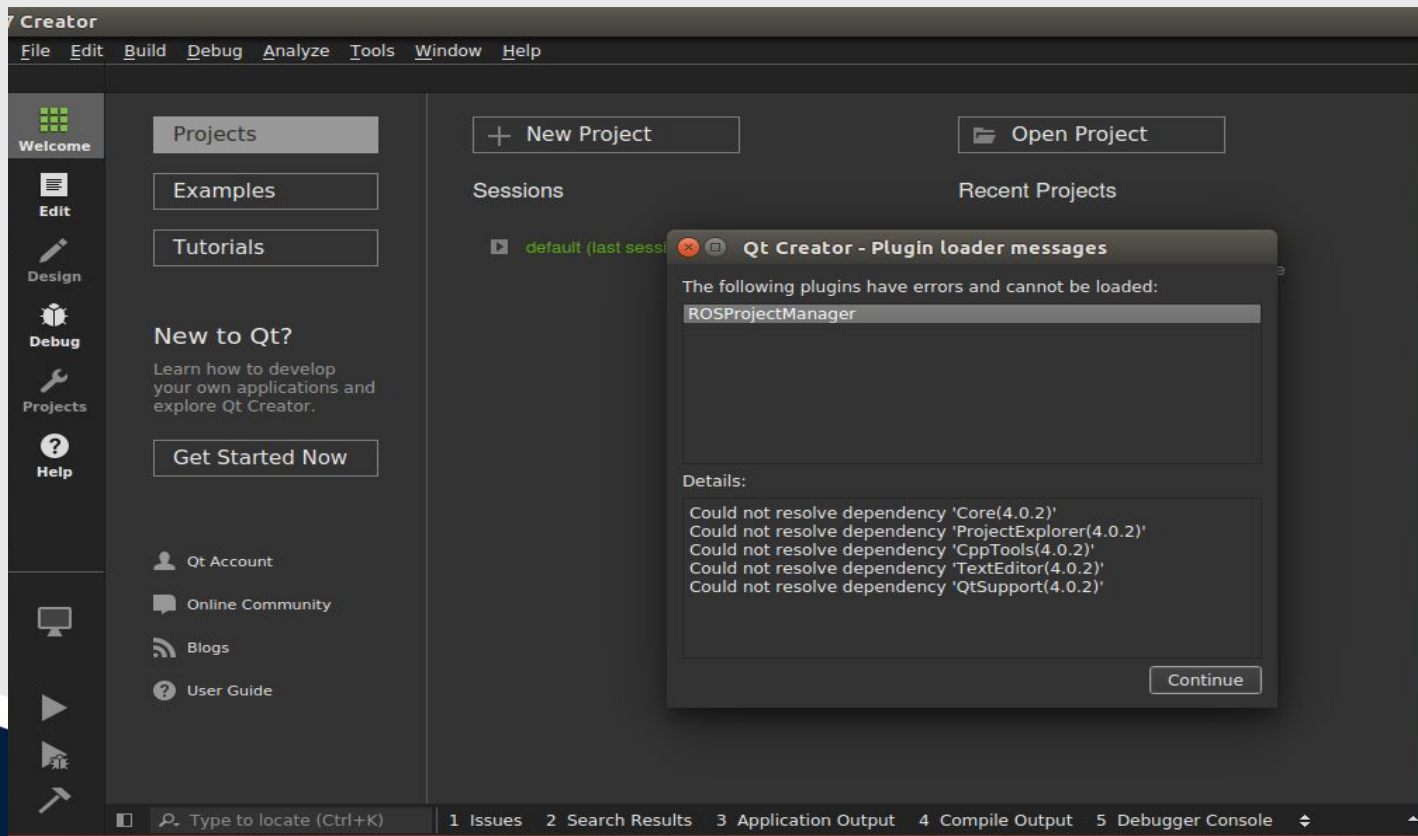 Creator
File Edit Build Debug Analyze Tools Window Help
Welcome
Edit
Design
Debug
Projects
Help
Projects
Examples
Tutorials
New to Qt?
Learn how to develop
your own applications and
explore Qt Creator.
Get Started Now
Qt Account
Online Community
Blogs
User Guide
New Project
Open Project
Sessions
Recent Projects
default (last sessi
Qt Creator - Plugin loader messages
The following plugins have errors and cannot be loaded:
ROSProjectManager
Details:
Could not resolve dependency 'Core(4.0.2)'
Could not resolve dependency 'ProjectExplorer(4.0.2)'
Could not resolve dependency 'CppTools(4.0.2)'
Could not resolve dependency 'TextEditor(4.0.2)'
Could not resolve dependency 'QtSupport(4.0.2)'
Continue
Type to locate (Ctrl+K)
1 Issues 2 Search Results 3 Application Output 4 Compile Output 5 Debugger Console